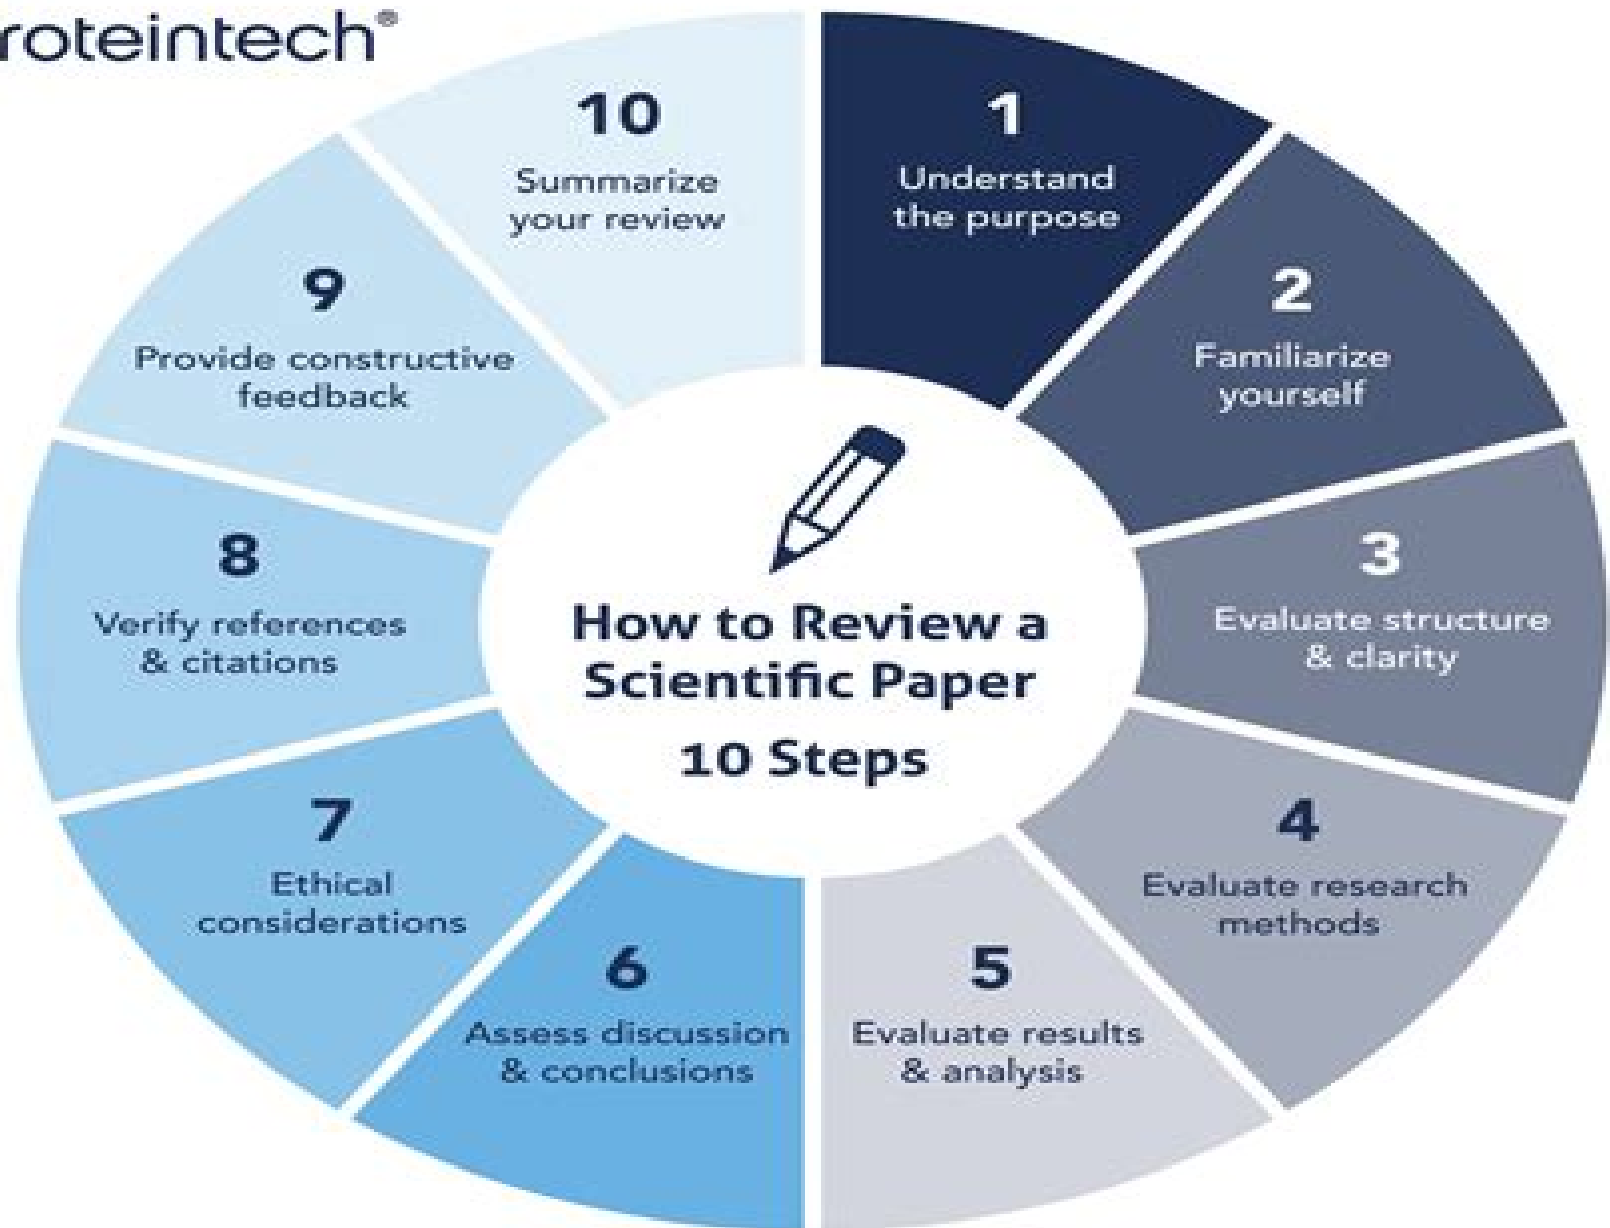 roteintech®
1
Understand
the purpose
2
Familiarize
yourself
3
Evaluate structure
& clarity
4
Evaluate research
methods
5
Evaluate results
& analysis
6
Assess discussion
& conclusions
7
Ethical
considerations
8
Verify references
& citations
9
Provide constructive
feedback
10
Summarize
your review
How to Review a
Scientific Paper
10 Steps